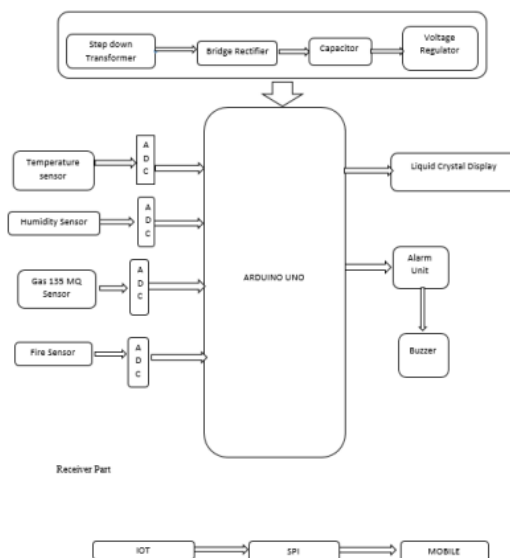 Step down
Transformer
Bridge Rectifier
Capacitor
Voltage
Regulator
Temperature
sensor
A
D
C
Humidity Sensor
A
D
C
Gas 135 MQ
Sensor
A
D
C
Fire Sensor
A
D
C
ARDUINO UNO
Liquid Crystal Display
Alarm
Unit
Buzzer
Receiver Part
IOT
SPI
MOBILE